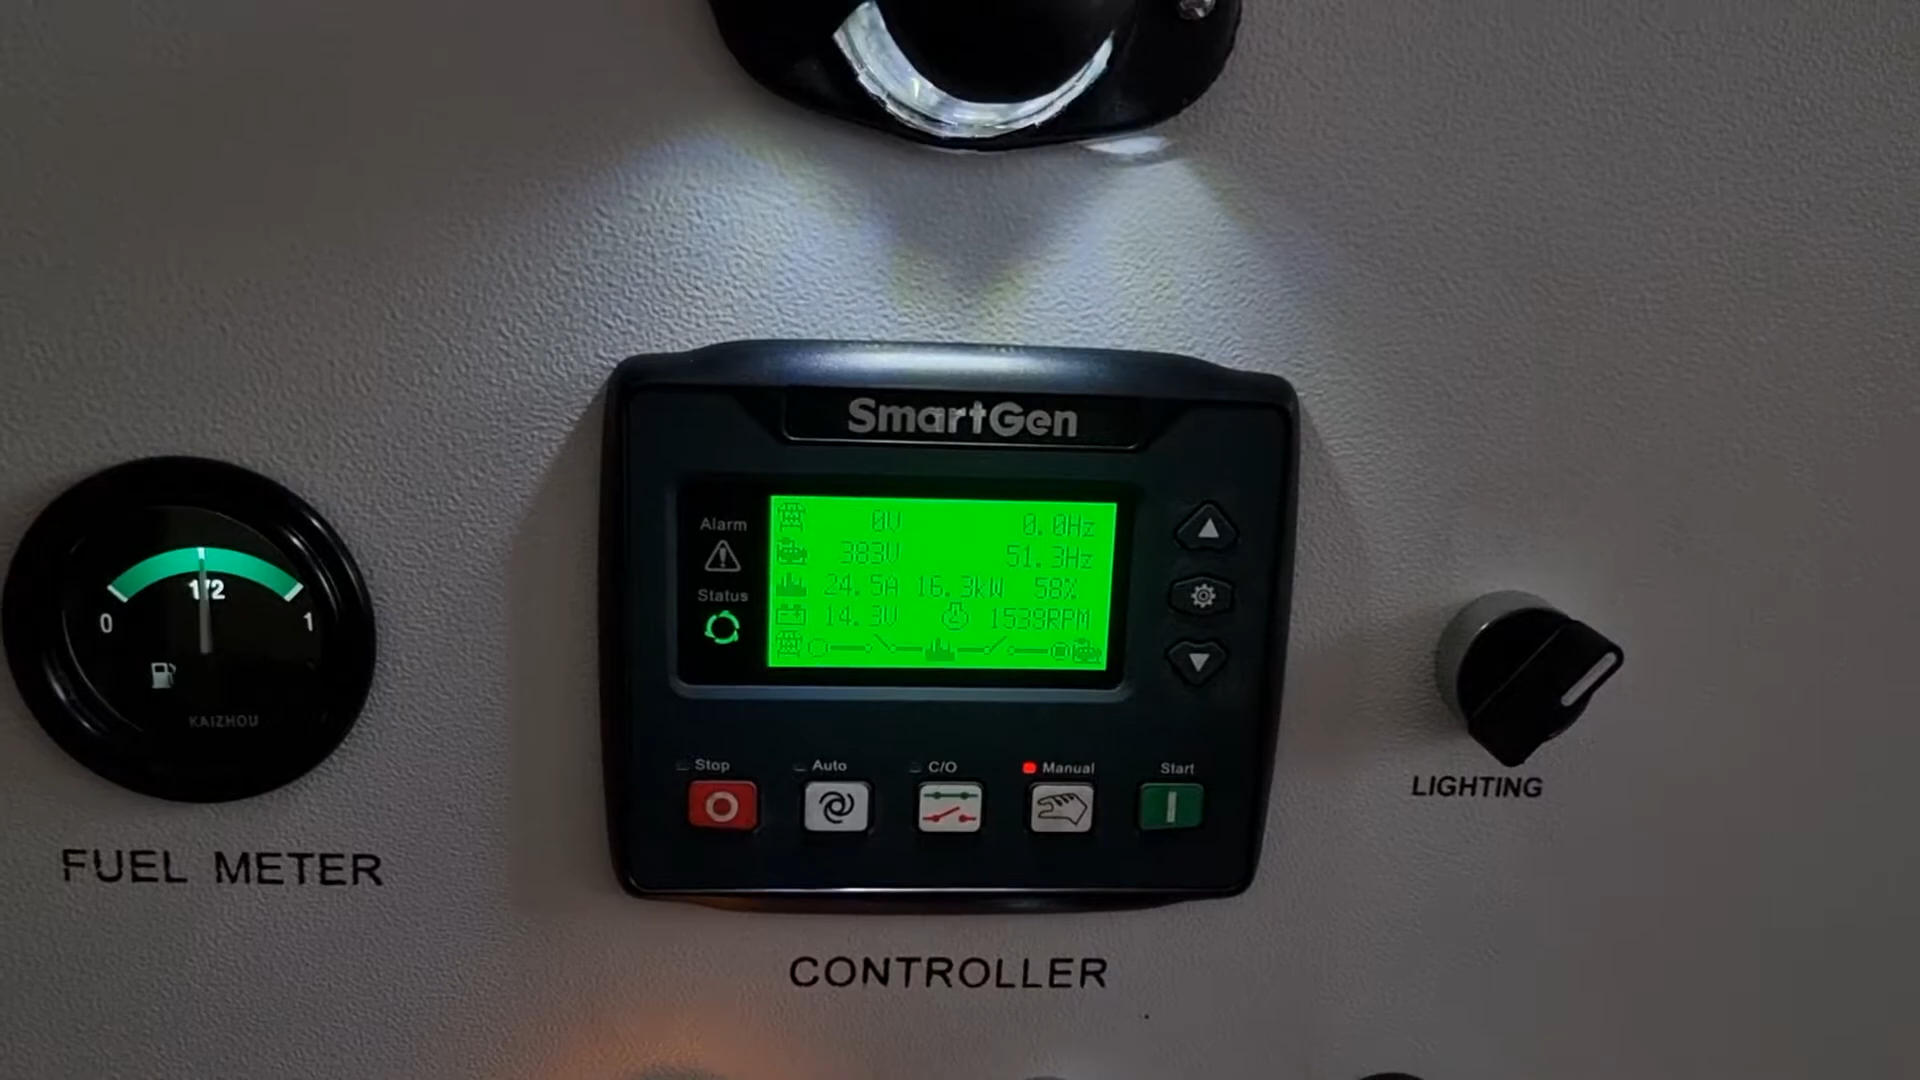 SmartGen
Alarm
0V 0.0Hz
383V 51.3Hz
24.5A 16.3kW 58%
Status
14.3V 1539RPM
0 1/2 1
KAIZHOU
Stop Auto C/O Manual Start
LIGHTING
FUEL METER
CONTROLLER